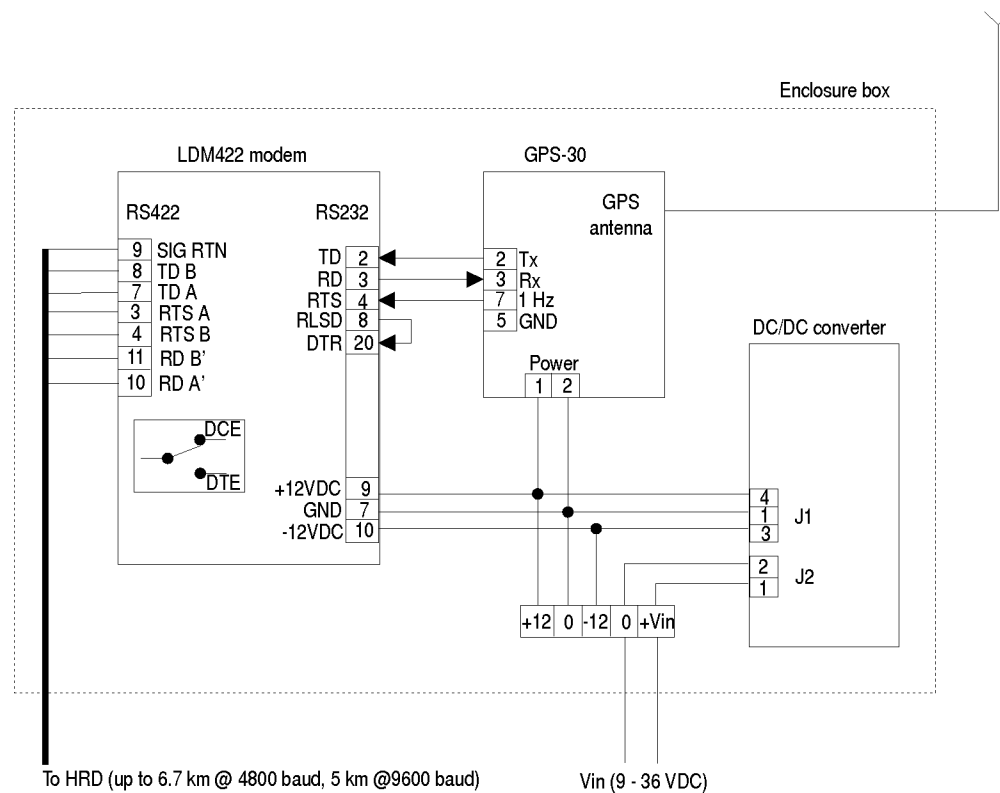 Enclosure box
LDM422 modem
GPS-30
RS422
RS232
GPS
antenna
9 SIG RTN
8 TD B
7 TD A
3 RTS A
4 RTS B
11 RD B'
10 RD A'
TD 2
RD 3
RTS 4
RLSD 8
DTR 20
2 Tx
3 Rx
7 1 Hz
5 GND
Power
1 2
DC/DC converter
DCE
DTE
+12VDC 9
GND 7
-12VDC 10
4
1
3
J1
2
1
J2
+12 0 -12 0 +Vin
To HRD (up to 6.7 km @ 4800 baud, 5 km @9600 baud)
Vin (9 - 36 VDC)